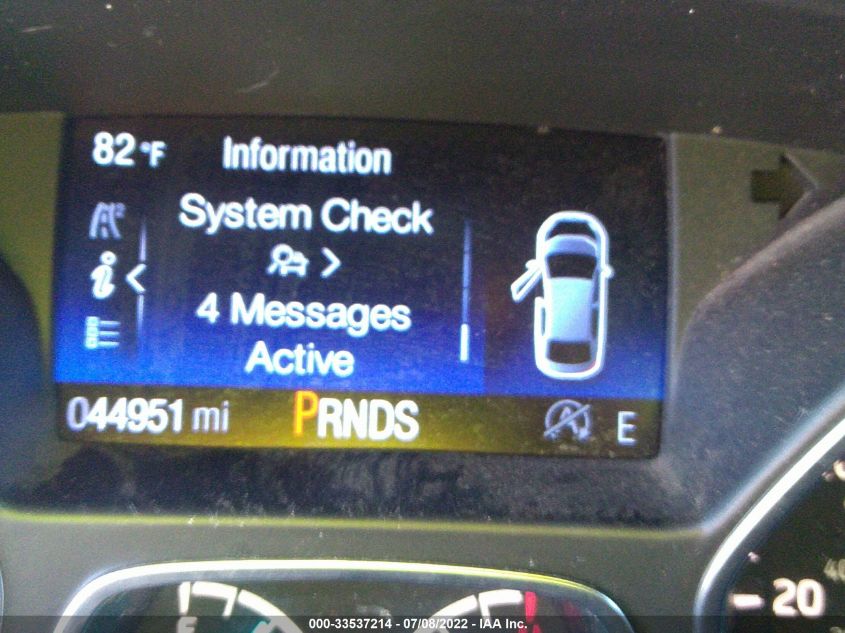 82°F Information
System Check
4 Messages
Active
044951 mi PRNDS A E
20
E
000-33537214 - 07/08/2022 - IAA Inc.